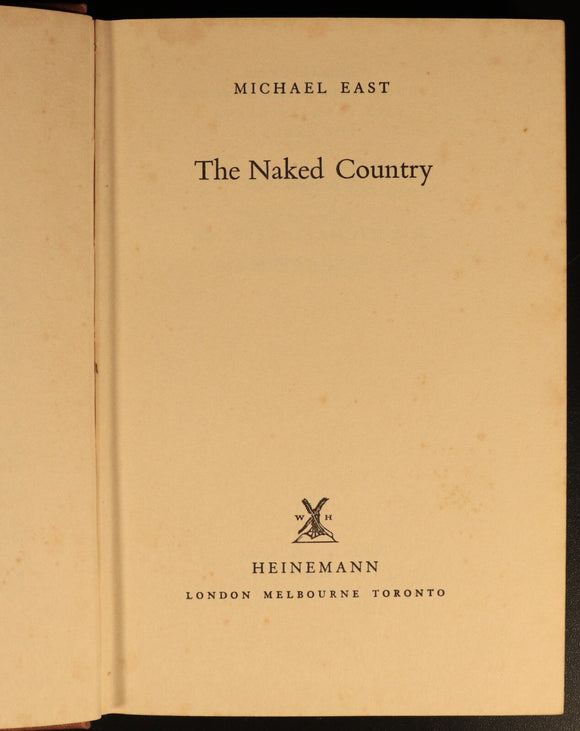 MICHAEL EAST
The Naked Country
W H
HEINEMANN
LONDON MELBOURNE TORONTO